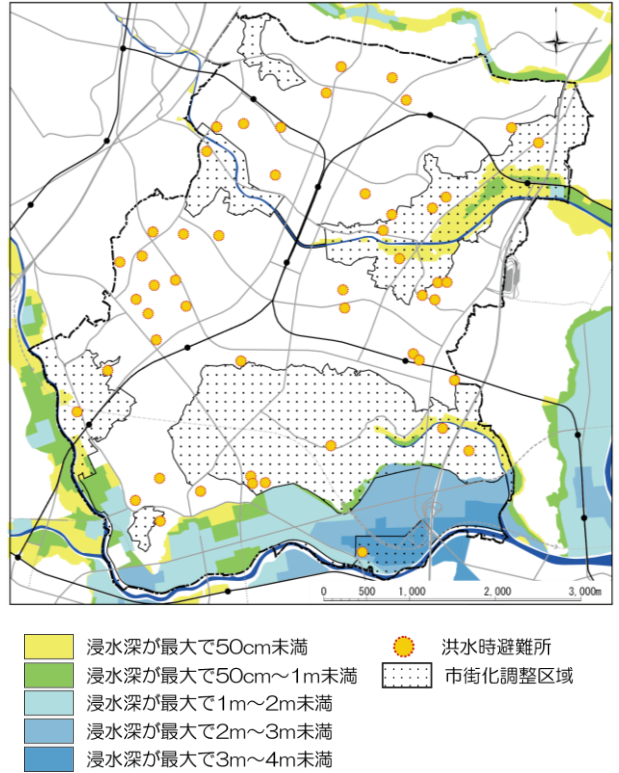 0 500 1,000 2,000 3,000m
浸水深が最大で50cm未満
浸水深が最大で50cm～1m未満
浸水深が最大で1m～2m未満
浸水深が最大で2m～3m未満
浸水深が最大で3m～4m未満
洪水時避難所
市街化調整区域